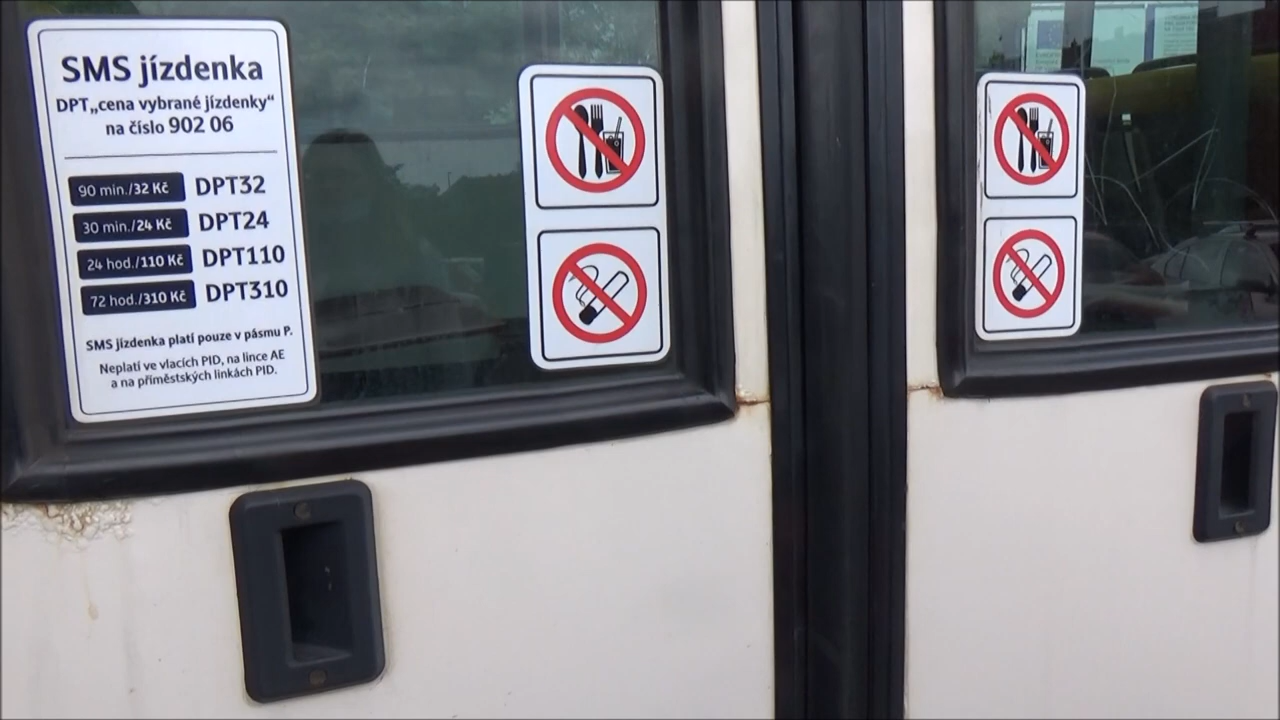 SMS jízdenka
DPT„cena vybrané jízdenky“
na číslo 902 06
90 min./32 Kč DPT32
30 min./24 Kč DPT24
24 hod./110 Kč DPT110
72 hod./310 Kč DPT310
SMS jízdenka platí pouze v pásmu P.
Neplatí ve vlacích PID, na lince AE
a na příměstských linkách PID.